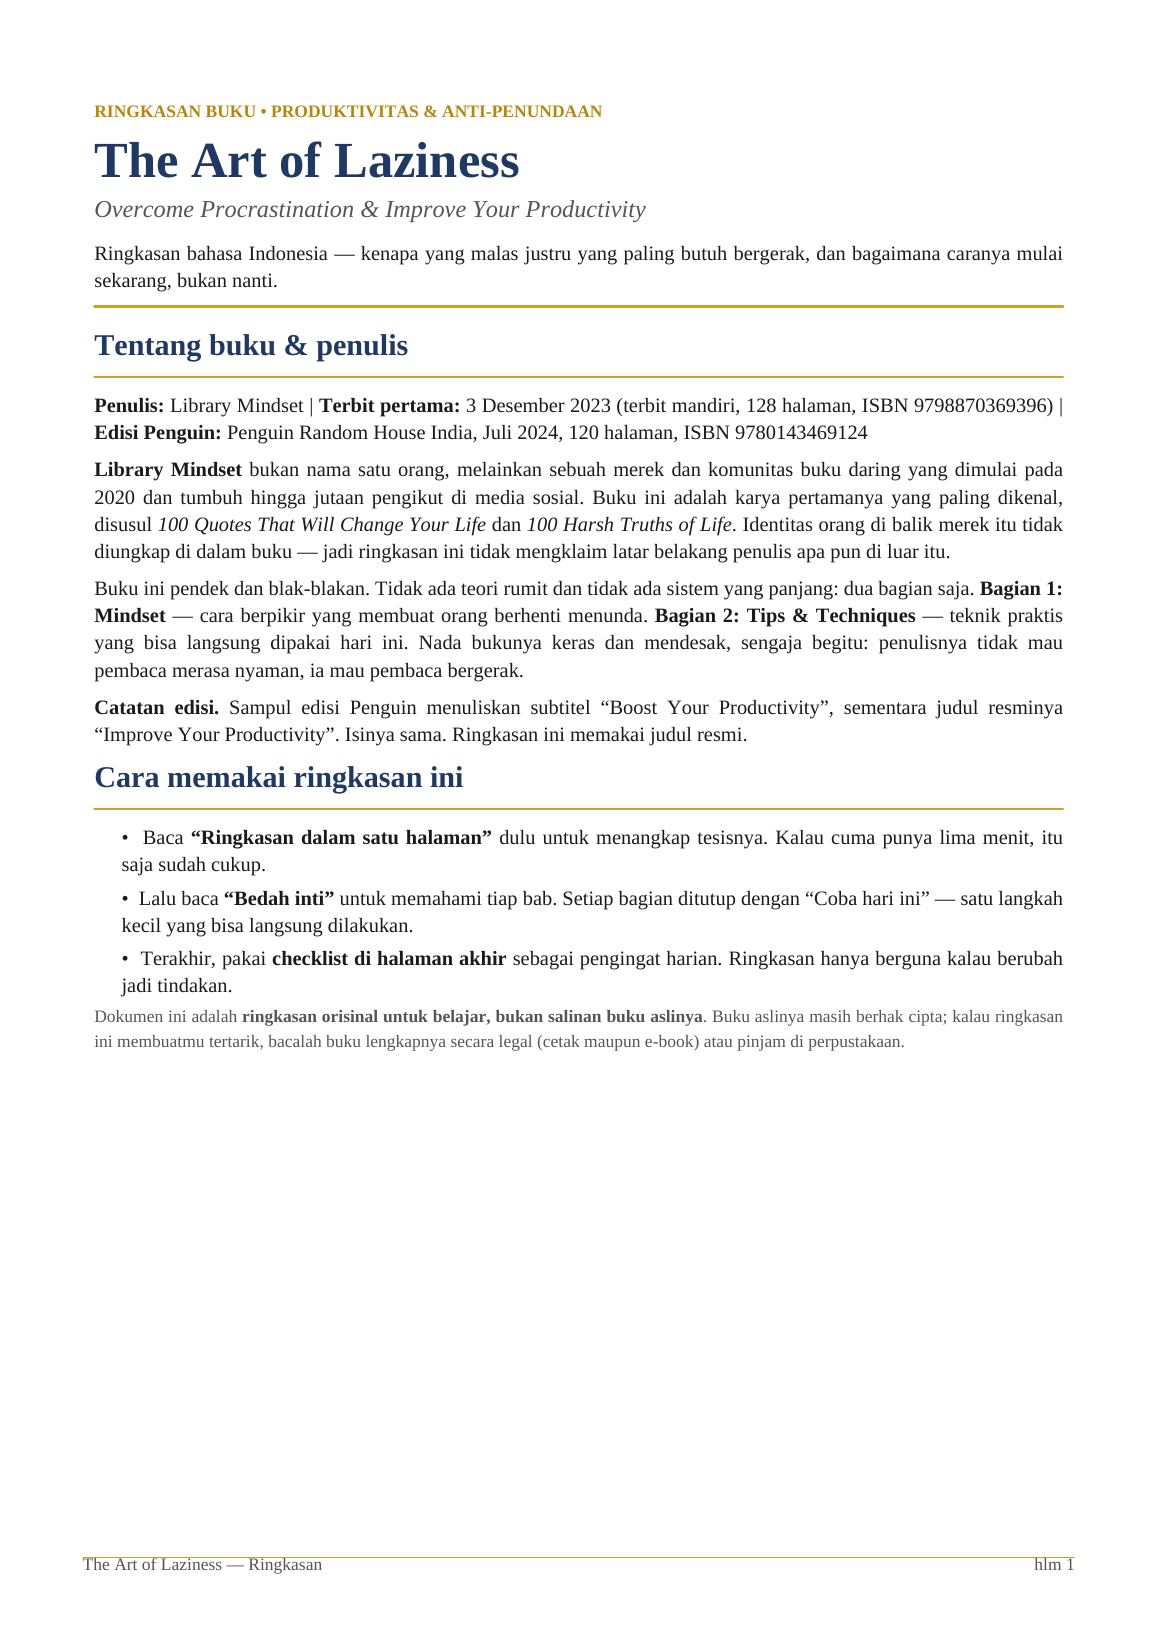 RINGKASAN BUKU • PRODUKTIVITAS & ANTI-PENUNDAAN
The Art of Laziness
Overcome Procrastination & Improve Your Productivity
Ringkasan bahasa Indonesia — kenapa yang malas justru yang paling butuh bergerak, dan bagaimana caranya mulai
sekarang, bukan nanti.
Tentang buku & penulis
Penulis: Library Mindset | Terbit pertama: 3 Desember 2023 (terbit mandiri, 128 halaman, ISBN 9798870369396) |
Edisi Penguin: Penguin Random House India, Juli 2024, 120 halaman, ISBN 9780143469124
Library Mindset bukan nama satu orang, melainkan sebuah merek dan komunitas buku daring yang dimulai pada
2020 dan tumbuh hingga jutaan pengikut di media sosial. Buku ini adalah karya pertamanya yang paling dikenal,
disusul 100 Quotes That Will Change Your Life dan 100 Harsh Truths of Life. Identitas orang di balik merek itu tidak
diungkap di dalam buku — jadi ringkasan ini tidak mengklaim latar belakang penulis apa pun di luar itu.
Buku ini pendek dan blak-blakan. Tidak ada teori rumit dan tidak ada sistem yang panjang: dua bagian saja. Bagian 1:
Mindset — cara berpikir yang membuat orang berhenti menunda. Bagian 2: Tips & Techniques — teknik praktis
yang bisa langsung dipakai hari ini. Nada bukunya keras dan mendesak, sengaja begitu: penulisnya tidak mau
pembaca merasa nyaman, ia mau pembaca bergerak.
Catatan edisi. Sampul edisi Penguin menuliskan subtitel “Boost Your Productivity”, sementara judul resminya
“Improve Your Productivity”. Isinya sama. Ringkasan ini memakai judul resmi.
Cara memakai ringkasan ini
• Baca “Ringkasan dalam satu halaman” dulu untuk menangkap tesisnya. Kalau cuma punya lima menit, itu
saja sudah cukup.
• Lalu baca “Bedah inti” untuk memahami tiap bab. Setiap bagian ditutup dengan “Coba hari ini” — satu langkah
kecil yang bisa langsung dilakukan.
• Terakhir, pakai checklist di halaman akhir sebagai pengingat harian. Ringkasan hanya berguna kalau berubah
jadi tindakan.
Dokumen ini adalah ringkasan orisinal untuk belajar, bukan salinan buku aslinya. Buku aslinya masih berhak cipta; kalau ringkasan
ini membuatmu tertarik, bacalah buku lengkapnya secara legal (cetak maupun e-book) atau pinjam di perpustakaan.
The Art of Laziness — Ringkasan
hlm 1